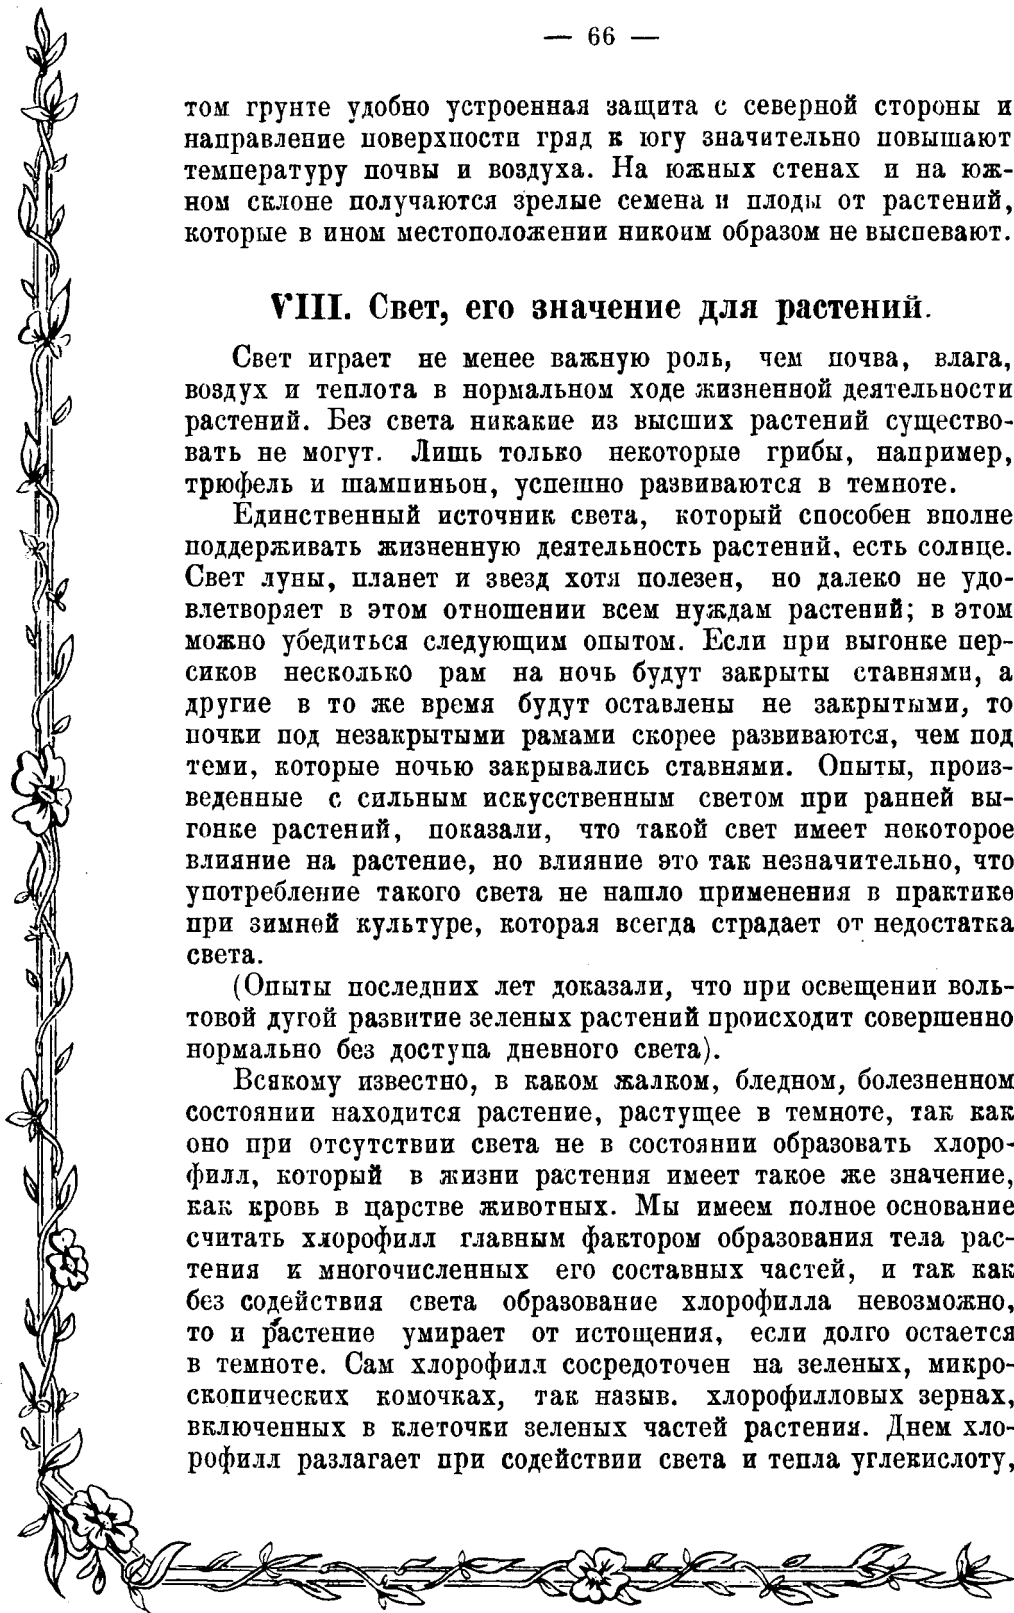 — 66 —
том грунте удобно устроенная защита с северной стороны и
направление поверхности гряд к югу значительно повышают
температуру почвы и воздуха. На южных стенах и на юж-
ном склоне получаются зрелые семена и плоды от растений,
которые в ином местоположении никоим образом не выспевают.
VIII. Свет, его значение для растений.
Свет играет не менее важную роль, чем почва, влага,
воздух и теплота в нормальном ходе жизненной деятельности
растений. Без света никакие из высших растений существо-
вать не могут. Лишь только некоторые грибы, например,
трюфель и шампиньон, успешно развиваются в темноте.
Единственный источник света, который способен вполне
поддерживать жизненную деятельность растений, есть солнце.
Свет луны, планет и звезд хотя полезен, но далеко не удо-
влетворяет в этом отношении всем нуждам растений; в этом
можно убедиться следующим опытом. Если при выгонке пер-
сиков несколько рам на ночь будут закрыты ставнями, а
другие в то же время будут оставлены не закрытыми, то
почки под незакрытыми рамами скорее развиваются, чем под
теми, которые ночью закрывались ставнями. Опыты, произ-
веденные с сильным искусственным светом при ранней вы-
гонке растений, показали, что такой свет имеет некоторое
влияние на растение, но влияние это так незначительно, что
употребление такого света не нашло применения в практике
при зимней культуре, которая всегда страдает от недостатка
света.
(Опыты последних лет доказали, что при освещении воль-
товой дугой развитие зеленых растений происходит совершенно
нормально без доступа дневного света).
Всякому известно, в каком жалком, бледном, болезненном
состоянии находится растение, растущее в темноте, так как
оно при отсутствии света не в состоянии образовать хлоро-
филл, который в жизни растения имеет такое же значение,
как кровь в царстве животных. Мы имеем полное основание
считать хлорофилл главным фактором образования тела рас-
тения и многочисленных его составных частей, и так как
без содействия света образование хлорофилла невозможно,
то и растение умирает от истощения, если долго остается
в темноте. Сам хлорофилл сосредоточен на зеленых, микро-
скопических комочках, так назыв. хлорофилловых зернах,
включенных в клеточки зеленых частей растения. Днем хло-
рофилл разлагает при содействии света и тепла углекислоту,